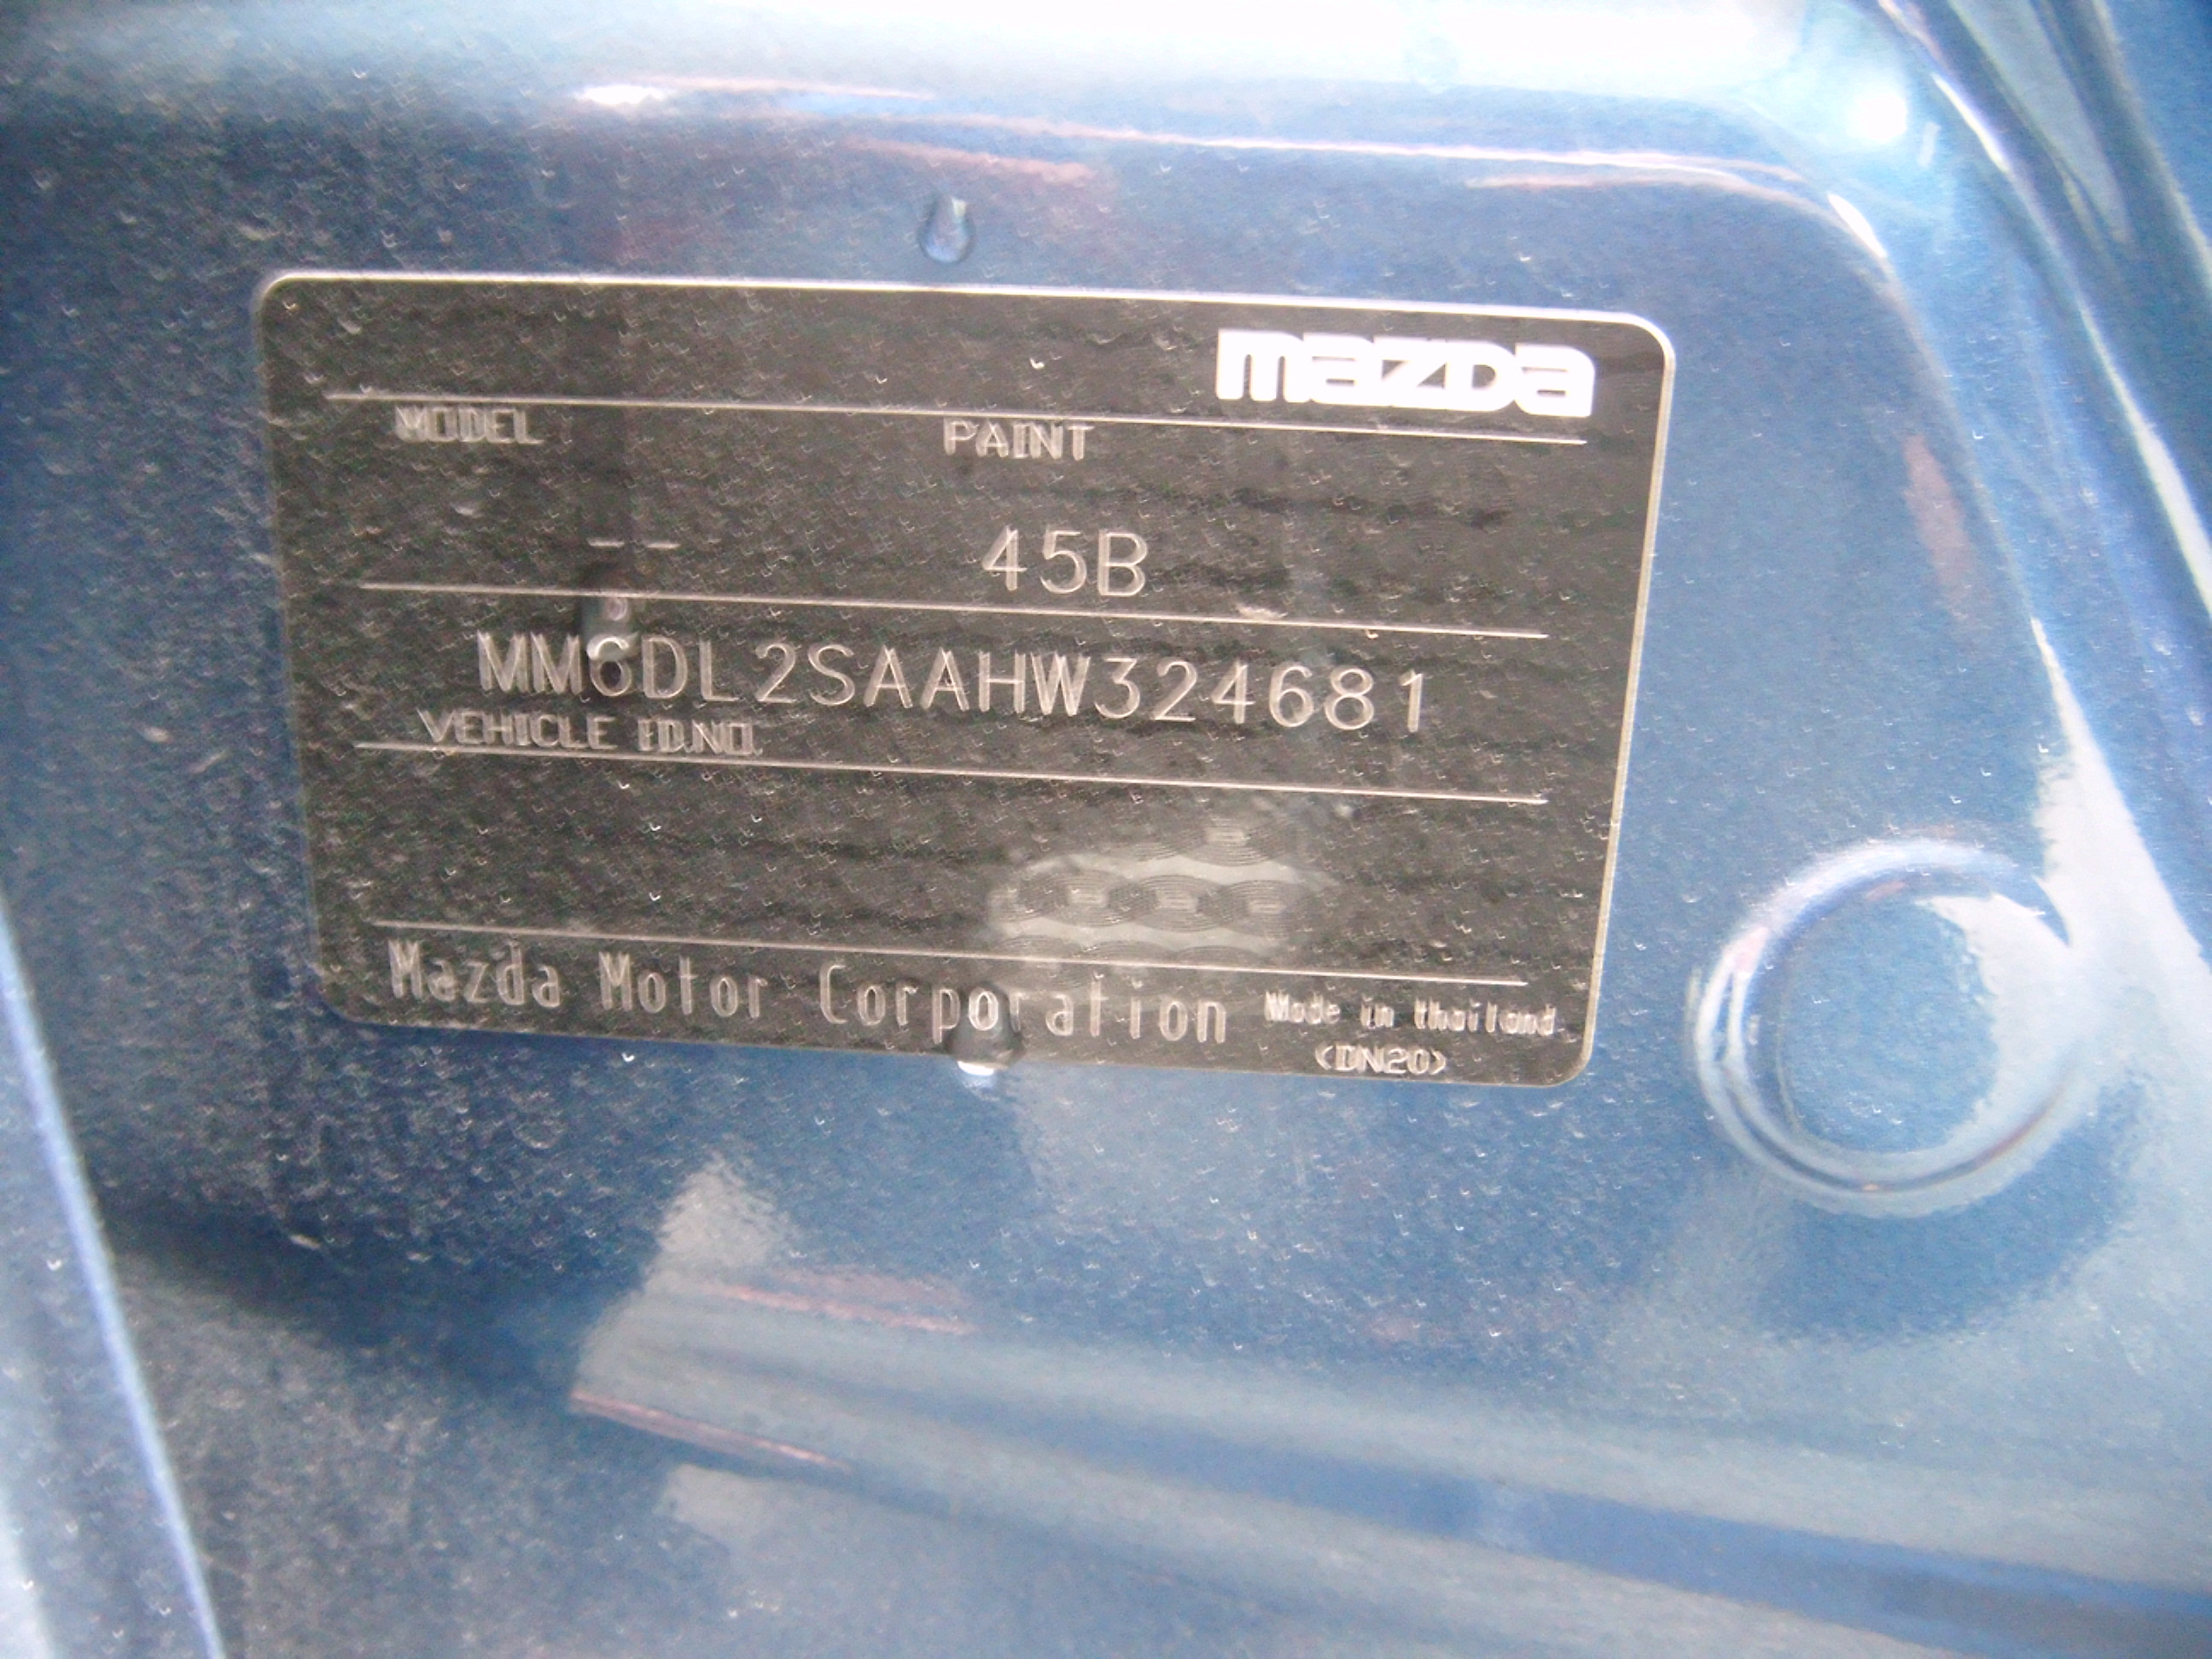 mazda
MODEL PAINT
-- 45B
MM6DL2SAAHW324681
VEHICLE ID.NO.
Mazda Motor Corporation Made in thailand
<DN20>